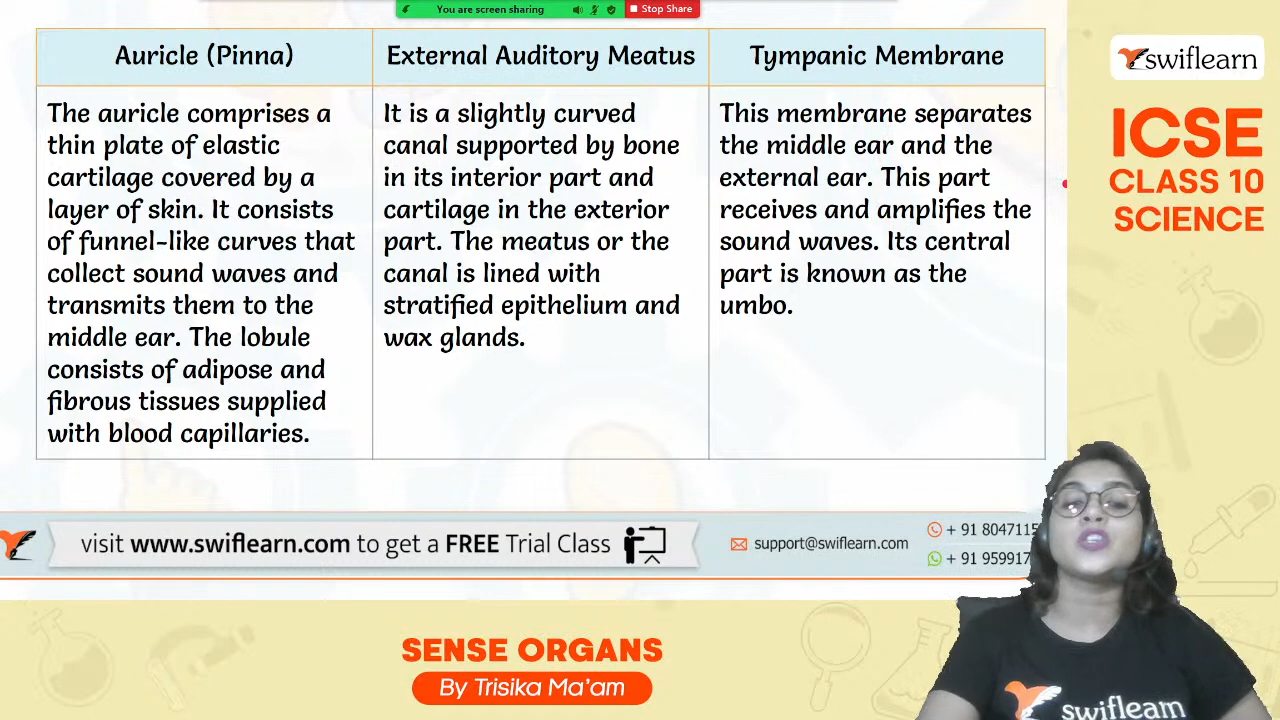 You are screen sharing
Stop Share
Auricle (Pinna)
External Auditory Meatus
Tympanic Membrane
The auricle comprises a
thin plate of elastic
cartilage covered by a
layer of skin. It consists
of funnel-like curves that
collect sound waves and
transmits them to the
middle ear. The lobule
consists of adipose and
fibrous tissues supplied
with blood capillaries.
It is a slightly curved
canal supported by bone
in its interior part and
cartilage in the exterior
part. The meatus or the
canal is lined with
stratified epithelium and
wax glands.
This membrane separates
the middle ear and the
external ear. This part
receives and amplifies the
sound waves. Its central
part is known as the
umbo.
swiflearn
ICSE
CLASS 10
SCIENCE
visit www.swiflearn.com to get a FREE Trial Class
support@swiflearn.com
+ 91 8047115
+ 91 959917
SENSE ORGANS
By Trisika Ma'am
swiflearn